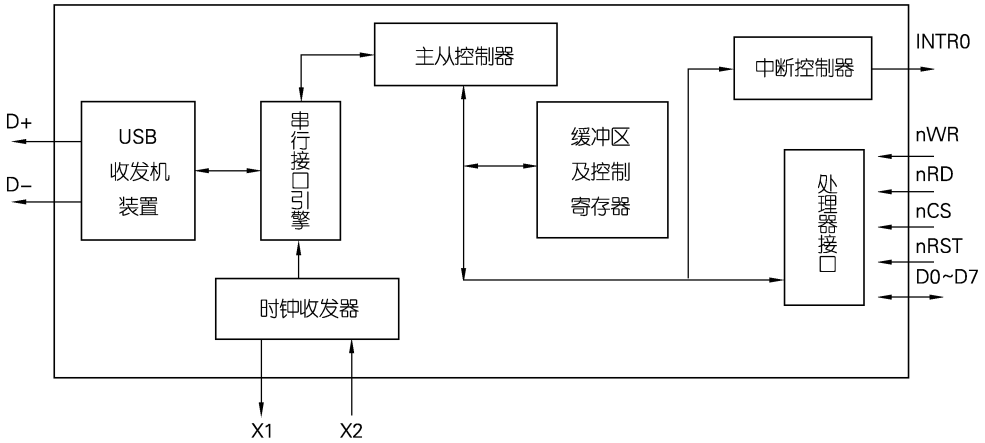 主从控制器
中断控制器
INTR0
D+
D−
USB
收发机
装置
串
行
接
口
引
擎
缓冲区
及控制
寄存器
处
理
器
接
口
nWR
nRD
nCS
nRST
D0~D7
时钟收发器
X1
X2